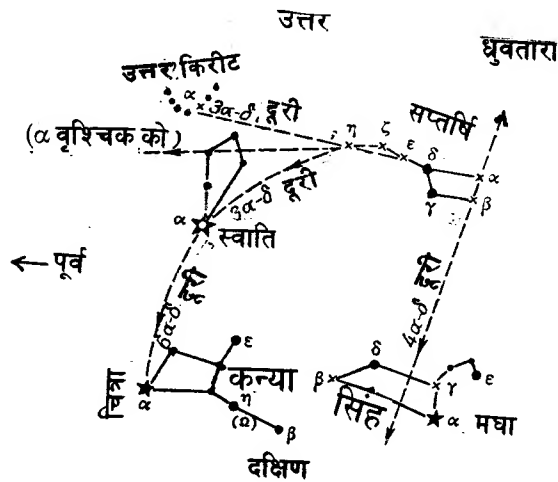 उत्तर
ध्रुवतारा
उत्तर किरीट
α
3α-δ दूरी
सप्तर्षि
(α वृश्चिक को)
η
ζ
ε
δ
α
γ
β
3α-δ दूरी
α
स्वाति
← पूर्व
6α-δ दूरी
4α-δ दूरी
ε
δ
β
γ
ε
कन्या
चित्रा
α
η
(Ω)
β
सिंह
α
मघा
दक्षिण